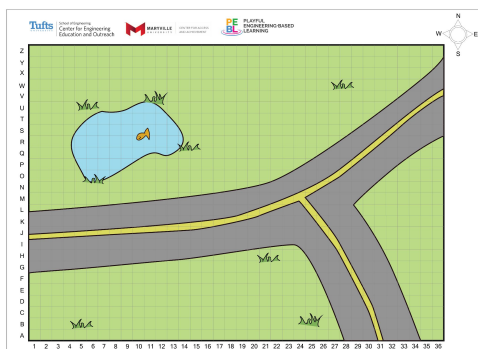 Tufts
School of Engineering
Center for Engineering
Education and Outreach
MARYVILLE
UNIVERSITY
PE
BL
PLAYFUL
ENGINEERING-BASED
LEARNING
N
W
E
S
Z
Y
X
W
V
U
T
S
R
Q
P
O
N
M
L
K
J
I
H
G
F
E
D
C
B
A
1 2 3 4 5 6 7 8 9 10 11 12 13 14 15 16 17 18 19 20 21 22 23 24 25 26 27 28 29 30 31 32 33 34 35 36